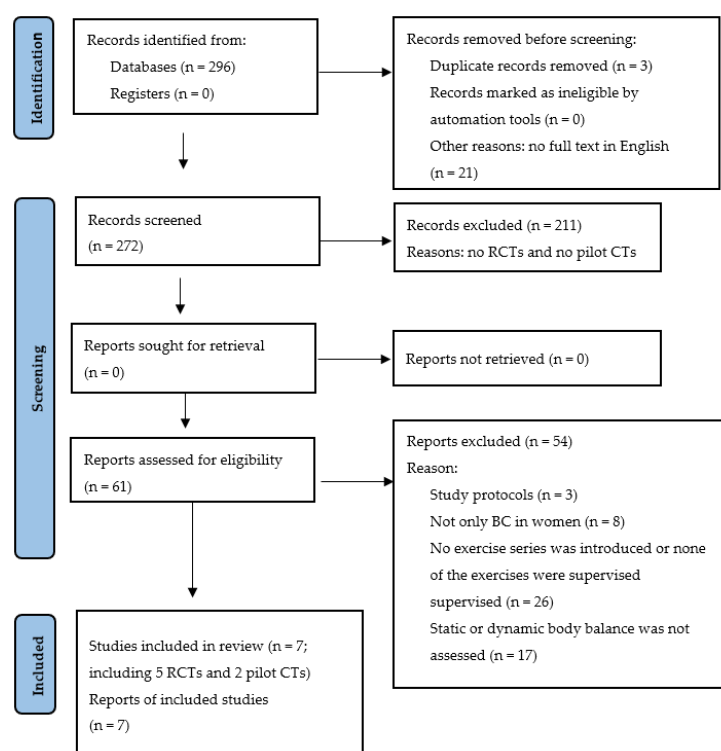 Identification
Records identified from:
Databases (n = 296)
Registers (n = 0)
Records removed before screening:
Duplicate records removed (n = 3)
Records marked as ineligible by
automation tools (n = 0)
Other reasons: no full text in English
(n = 21)
Screening
Records screened
(n = 272)
Records excluded (n = 211)
Reasons: no RCTs and no pilot CTs
Reports sought for retrieval
(n = 0)
Reports not retrieved (n = 0)
Reports assessed for eligibility
(n = 61)
Reports excluded (n = 54)
Reason:
Study protocols (n = 3)
Not only BC in women (n = 8)
No exercise series was introduced or none
of the exercises were supervised
supervised (n = 26)
Static or dynamic body balance was not
assessed (n = 17)
Included
Studies included in review (n = 7;
including 5 RCTs and 2 pilot CTs)
Reports of included studies
(n = 7)